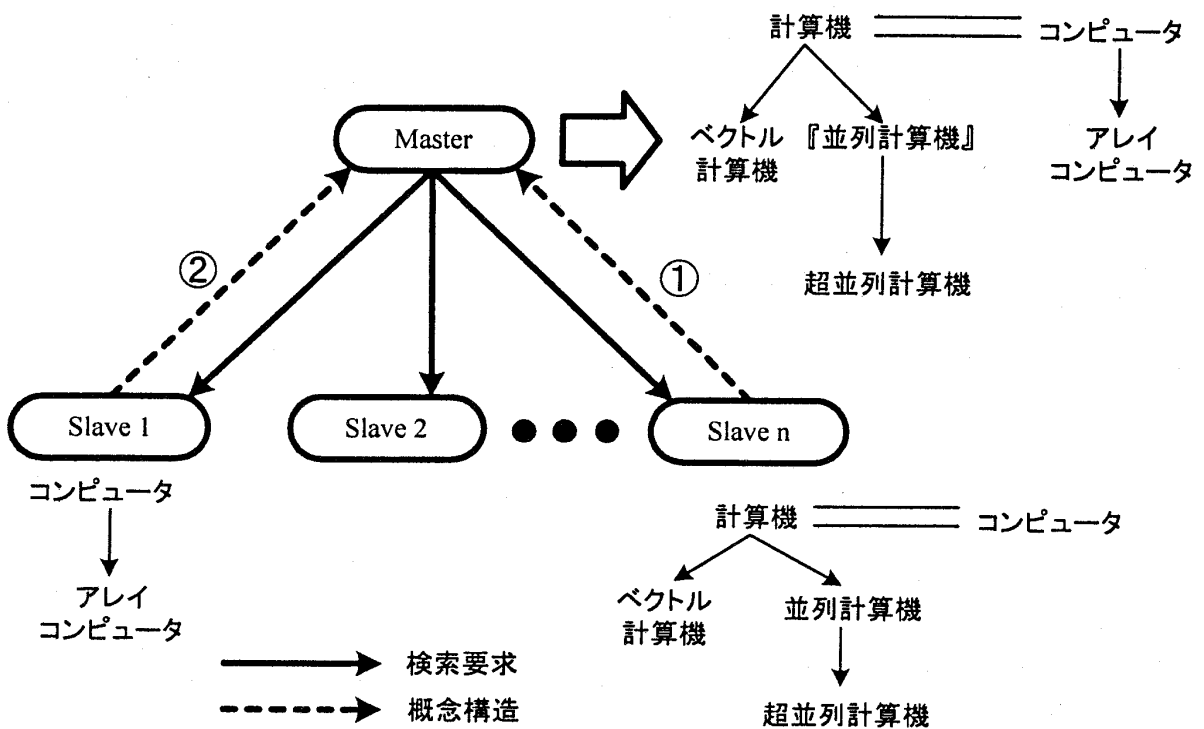 計算機
コンピュータ
Master
ベクトル
計算機
『並列計算機』
アレイ
コンピュータ
超並列計算機
②
①
Slave 1
Slave 2
Slave n
コンピュータ
アレイ
コンピュータ
計算機
コンピュータ
ベクトル
計算機
並列計算機
超並列計算機
検索要求
概念構造